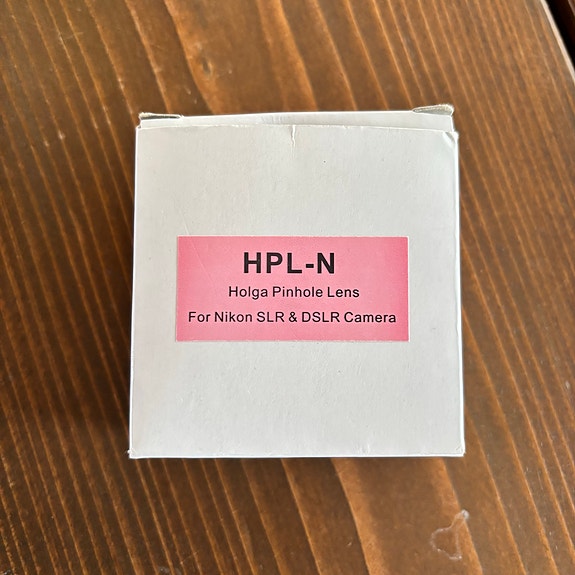 HPL-N
Holga Pinhole Lens
For Nikon SLR & DSLR Camera